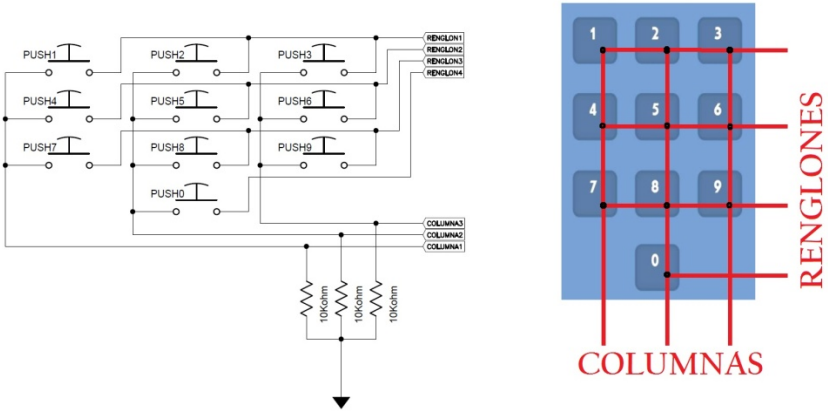 RENGLON1
RENGLON2
RENGLON3
RENGLON4
PUSH1
PUSH2
PUSH3
PUSH4
PUSH5
PUSH6
PUSH7
PUSH8
PUSH9
PUSH0
COLUMNA3
COLUMNA2
COLUMNA1
10Kohm
10Kohm
10Kohm
1 2 3
4 5 6
7 8 9
0
RENGLONES
COLUMNAS